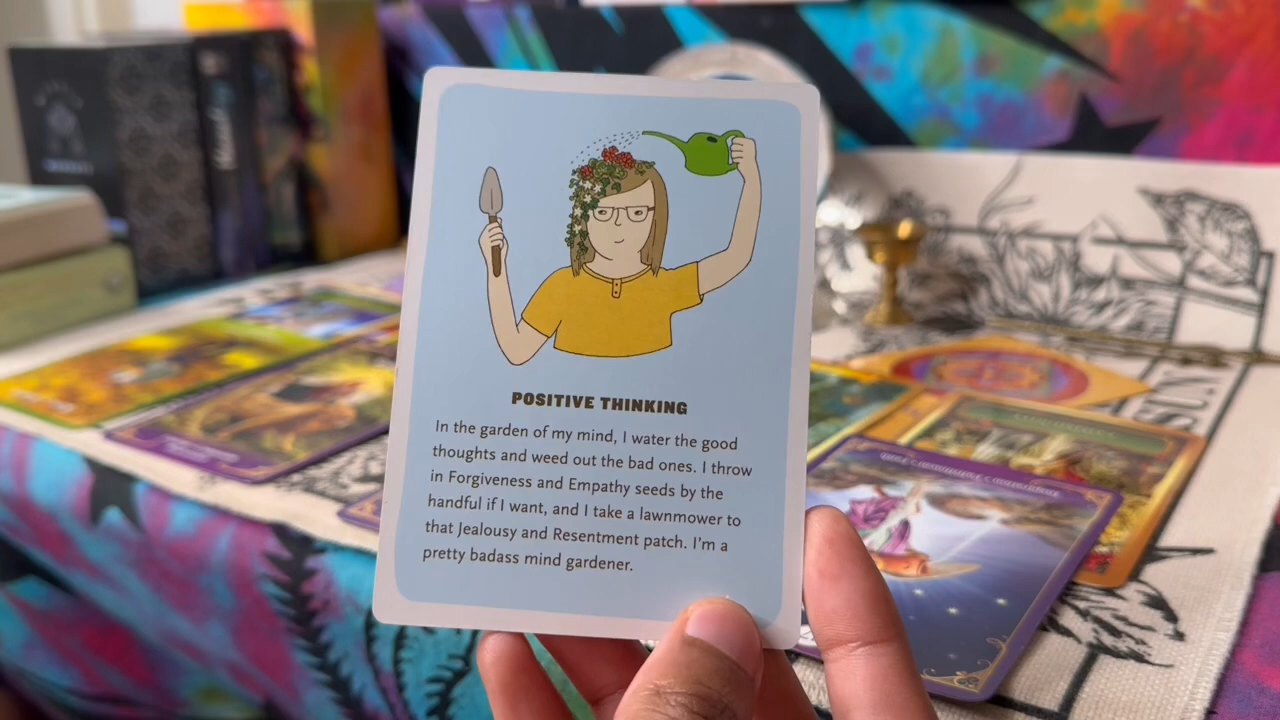 POSITIVE THINKING
In the garden of my mind, I water the good
thoughts and weed out the bad ones. I throw
in Forgiveness and Empathy seeds by the
handful if I want, and I take a lawnmower to
that Jealousy and Resentment patch. I'm a
pretty badass mind gardener.